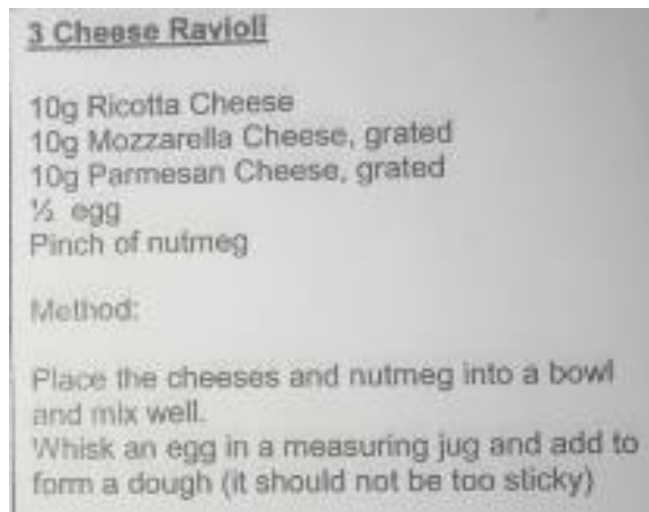 3 Cheese Ravioli
10g Ricotta Cheese
10g Mozzarella Cheese, grated
10g Parmesan Cheese, grated
½ egg
Pinch of nutmeg
Method:
Place the cheeses and nutmeg into a bowl
and mix well.
Whisk an egg in a measuring jug and add to
form a dough (it should not be too sticky)